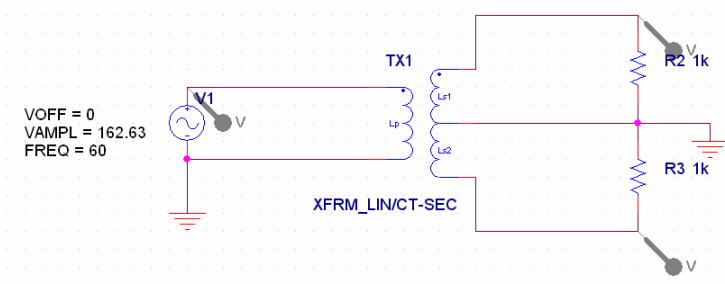 TX1
V
R2 1k
V1
V
VOFF = 0
VAMPL = 162.63
FREQ = 60
Ls1
Lp
Ls2
R3 1k
XFRM_LIN/CT-SEC
V